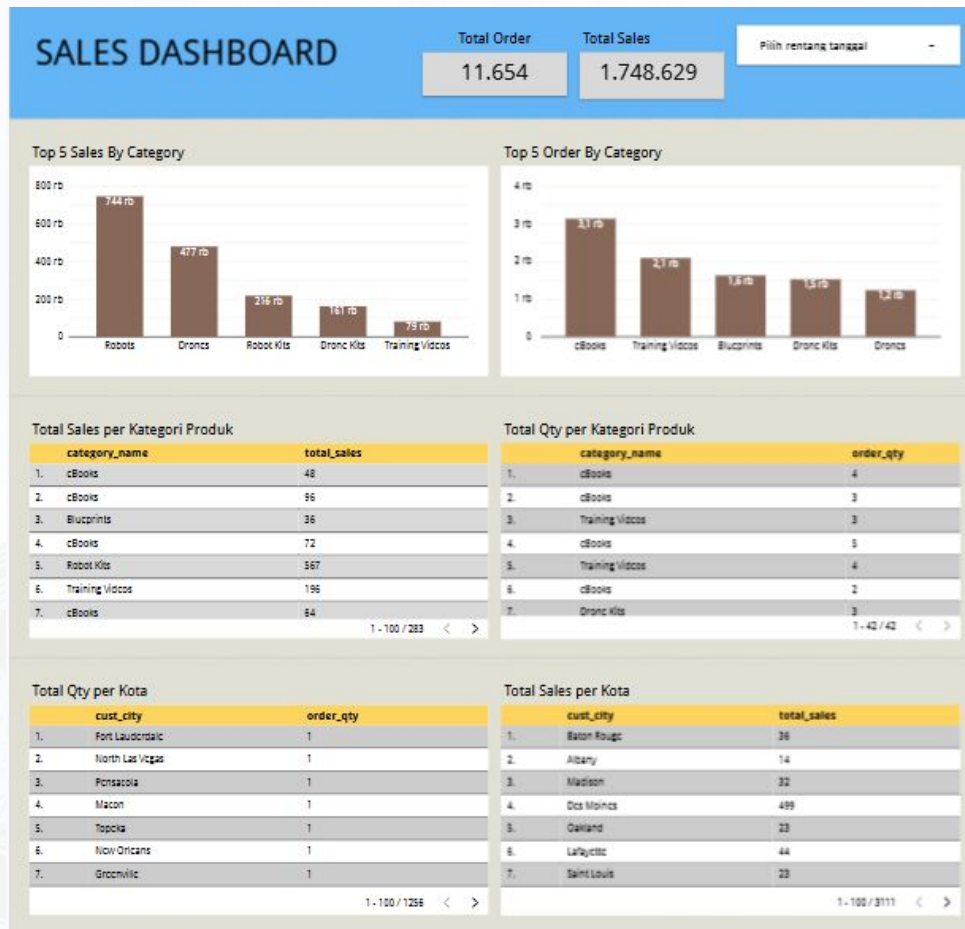 SALES DASHBOARD
Total Order
11.654
Total Sales
1.748.629
Pilih rentang tanggal
Top 5 Sales By Category
800 rb
600 rb
400 rb
200 rb
0
744 rb
477 rb
216 rb
161 rb
79 rb
Robots Drones Robot Kits Drone Kits Training Videos
Top 5 Order By Category
4 rb
3 rb
2 rb
1 rb
0
3,1 rb
2,1 rb
1,6 rb
1,5 rb
1,2 rb
eBooks Training Videos Blueprints Drone Kits Drones
Total Sales per Kategori Produk
category_name total_sales
1. eBooks 48
2. eBooks 96
3. Blueprints 36
4. eBooks 72
5. Robot Kits 567
6. Training Videos 196
7. eBooks 64
1 - 100 / 283 < >
Total Qty per Kategori Produk
category_name order_qty
1. eBooks 4
2. eBooks 3
3. Training Videos 3
4. eBooks 5
5. Training Videos 4
6. eBooks 2
7. Drone Kits 3
1 - 42 / 42 < >
Total Qty per Kota
cust_city order_qty
1. Fort Lauderdale 1
2. North Las Vegas 1
3. Pensacola 1
4. Macon 1
5. Topeka 1
6. New Orleans 1
7. Greenville 1
1 - 100 / 1256 < >
Total Sales per Kota
cust_city total_sales
1. Baton Rouge 36
2. Albany 14
3. Madison 32
4. Des Moines 499
5. Oakland 23
6. Lafayette 44
7. Saint Louis 23
1 - 100 / 3111 < >